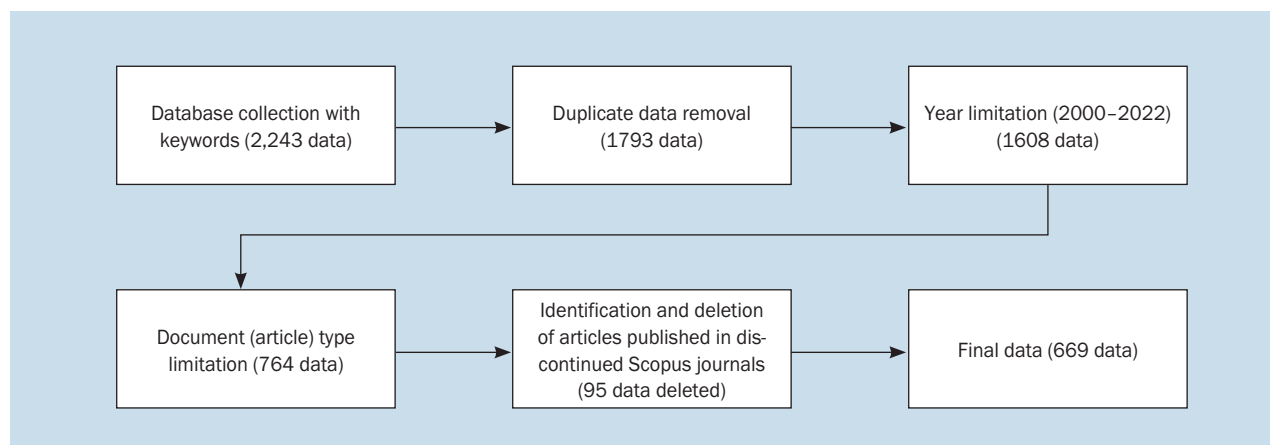 Database collection with
keywords (2,243 data)
Duplicate data removal
(1793 data)
Year limitation (2000–2022)
(1608 data)
Document (article) type
limitation (764 data)
Identification and deletion
of articles published in dis-
continued Scopus journals
(95 data deleted)
Final data (669 data)